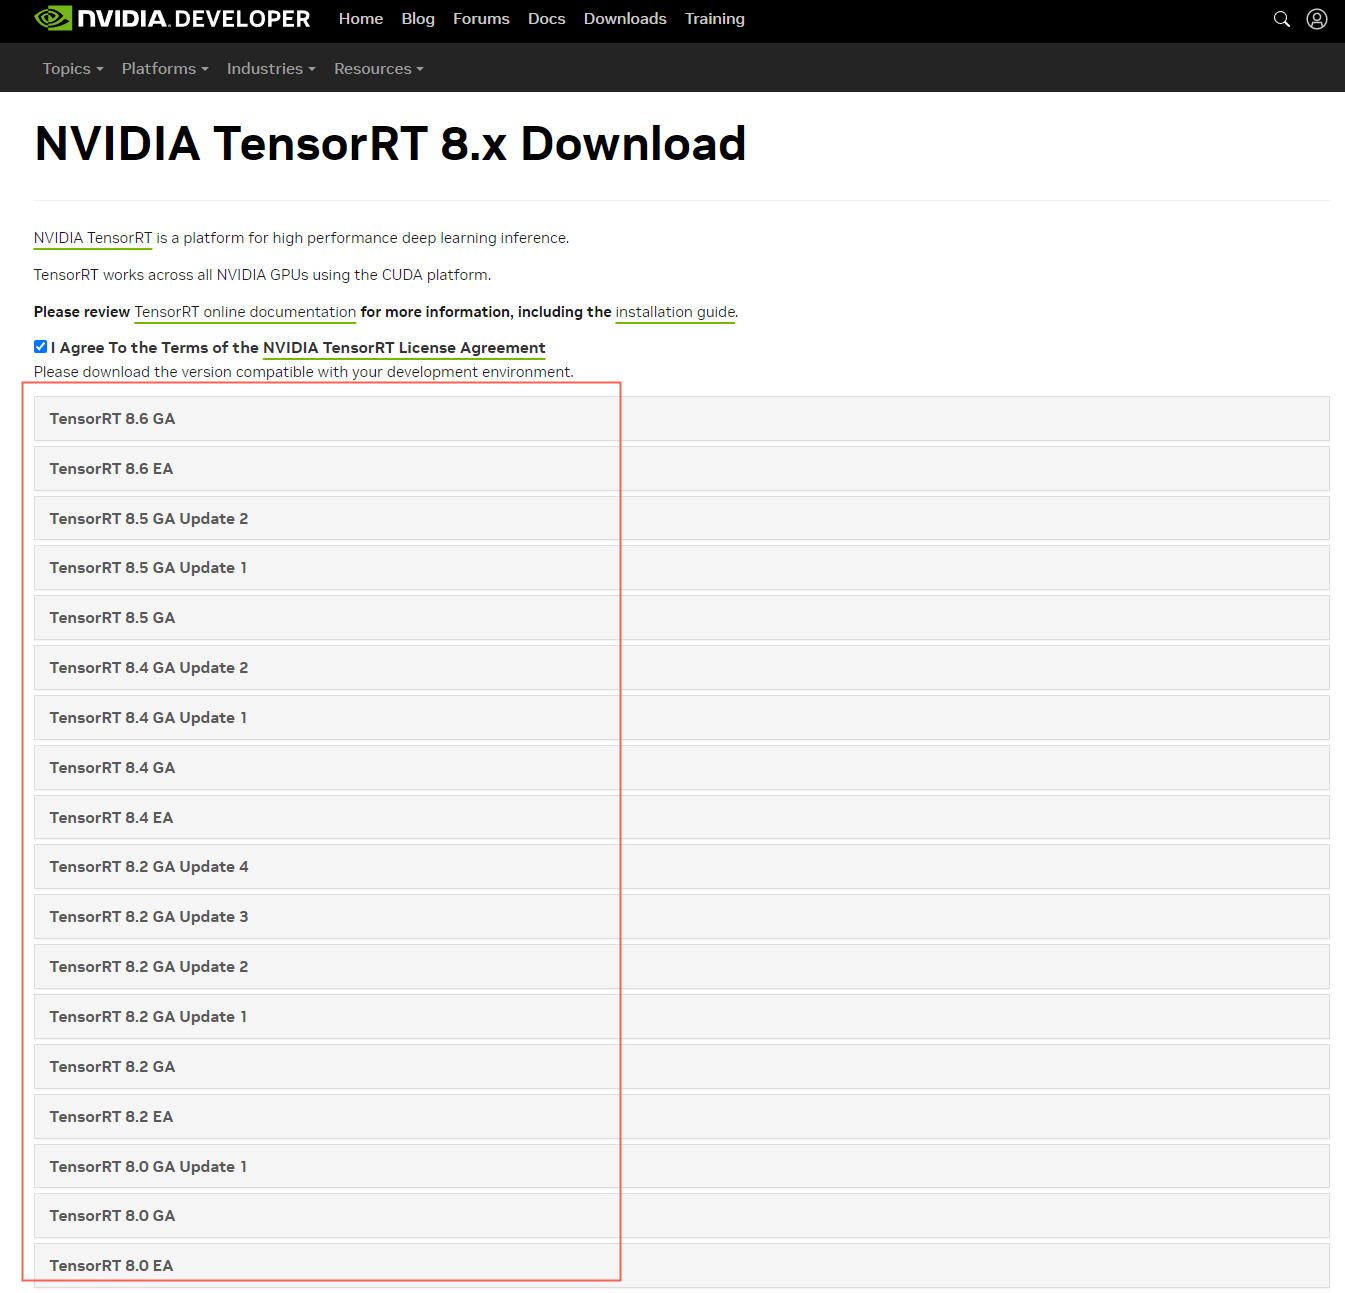 NVIDIA. DEVELOPER Home Blog Forums Docs Downloads Training
Topics Platforms Industries Resources
NVIDIA TensorRT 8.x Download
NVIDIA TensorRT is a platform for high performance deep learning inference.
TensorRT works across all NVIDIA GPUs using the CUDA platform.
Please review TensorRT online documentation for more information, including the installation guide.
I Agree To the Terms of the NVIDIA TensorRT License Agreement
Please download the version compatible with your development environment.
TensorRT 8.6 GA
TensorRT 8.6 EA
TensorRT 8.5 GA Update 2
TensorRT 8.5 GA Update 1
TensorRT 8.5 GA
TensorRT 8.4 GA Update 2
TensorRT 8.4 GA Update 1
TensorRT 8.4 GA
TensorRT 8.4 EA
TensorRT 8.2 GA Update 4
TensorRT 8.2 GA Update 3
TensorRT 8.2 GA Update 2
TensorRT 8.2 GA Update 1
TensorRT 8.2 GA
TensorRT 8.2 EA
TensorRT 8.0 GA Update 1
TensorRT 8.0 GA
TensorRT 8.0 EA